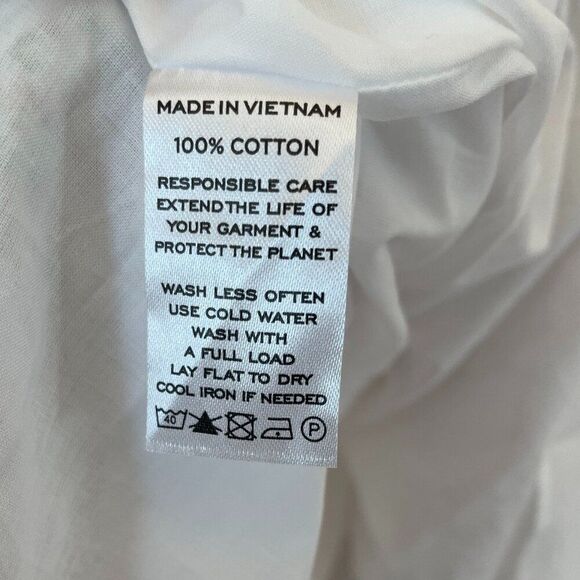 MADE IN VIETNAM
100% COTTON
RESPONSIBLE CARE
EXTEND THE LIFE OF
YOUR GARMENT &
PROTECT THE PLANET
WASH LESS OFTEN
USE COLD WATER
WASH WITH
A FULL LOAD
LAY FLAT TO DRY
COOL IRON IF NEEDED
40 P